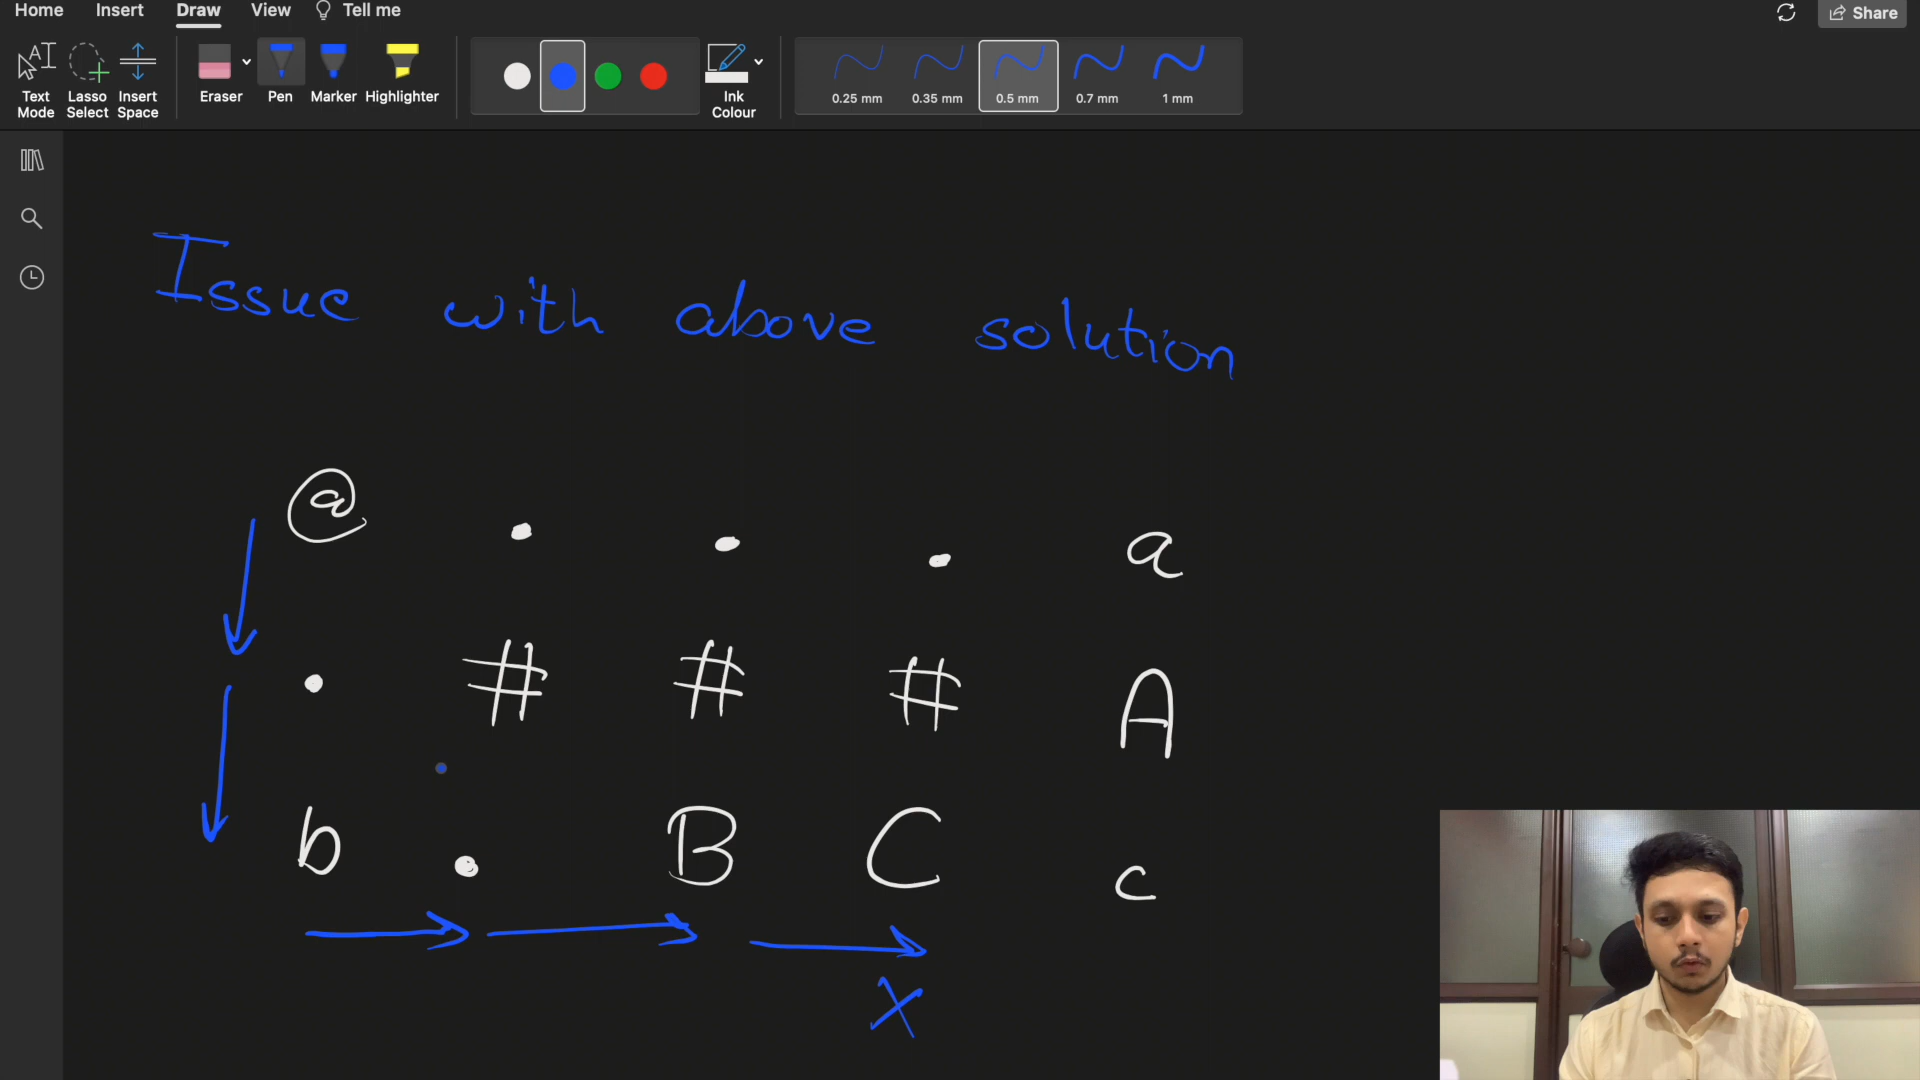 Home Insert Draw View Tell me Share
Text Mode Lasso Select Insert Space Eraser Pen Marker Highlighter Ink Colour 0.25 mm 0.35 mm 0.5 mm 0.7 mm 1 mm
Issue with above solution
@ . . . a
. # # # A
b . B C c
X